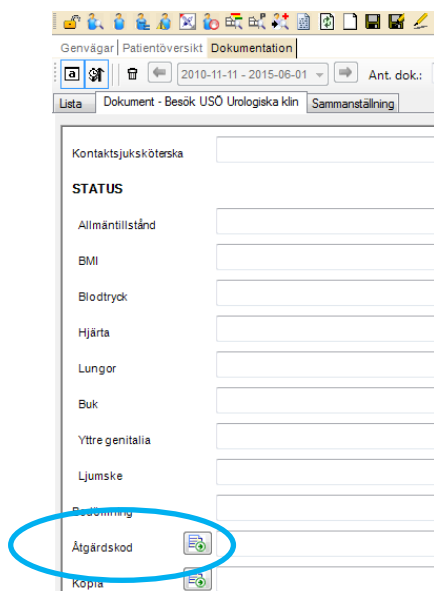 Genvägar Patientöversikt Dokumentation
a 2010-11-11 - 2015-06-01 Ant. dok.:
Lista Dokument - Besök USÖ Urologiska klin Sammanställning
Kontaktsjuksköterska
STATUS
Allmäntillstånd
BMI
Blodtryck
Hjärta
Lungor
Buk
Yttre genitalia
Ljumske
Bedömning
Åtgärdskod
Kopia